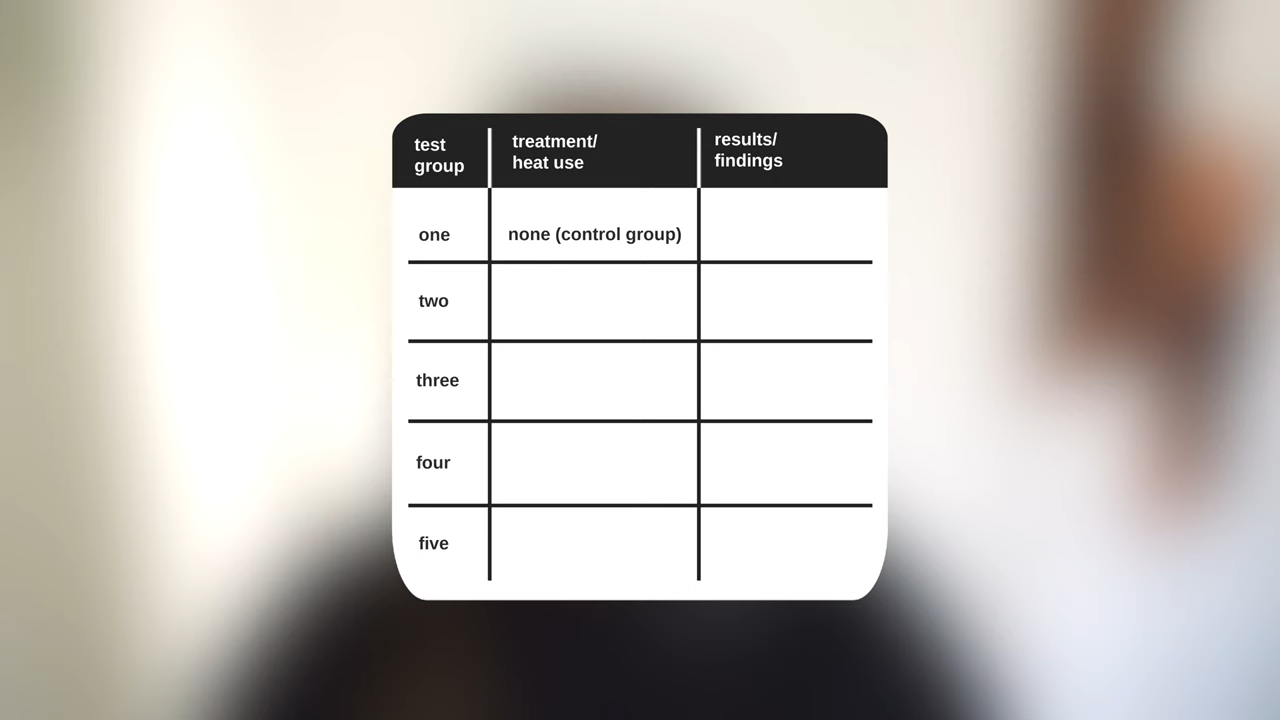 test
group
treatment/
heat use
results/
findings
one
none (control group)
two
three
four
five